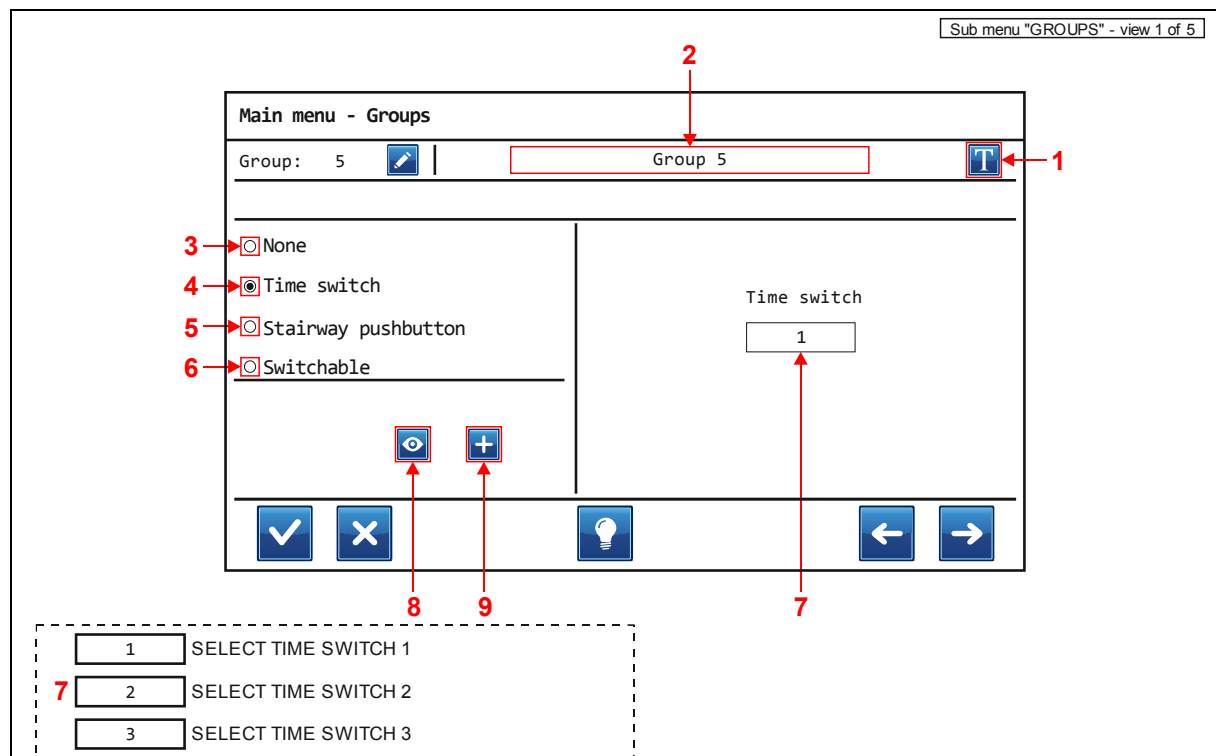 Sub menu "GROUPS" - view 1 of 5
2
Main menu - Groups
Group: 5 Group 5 T 1
3 None
4 Time switch
Time switch
5 Stairway pushbutton
1
6 Switchable
8 9 7
1 SELECT TIME SWITCH 1
7 2 SELECT TIME SWITCH 2
3 SELECT TIME SWITCH 3